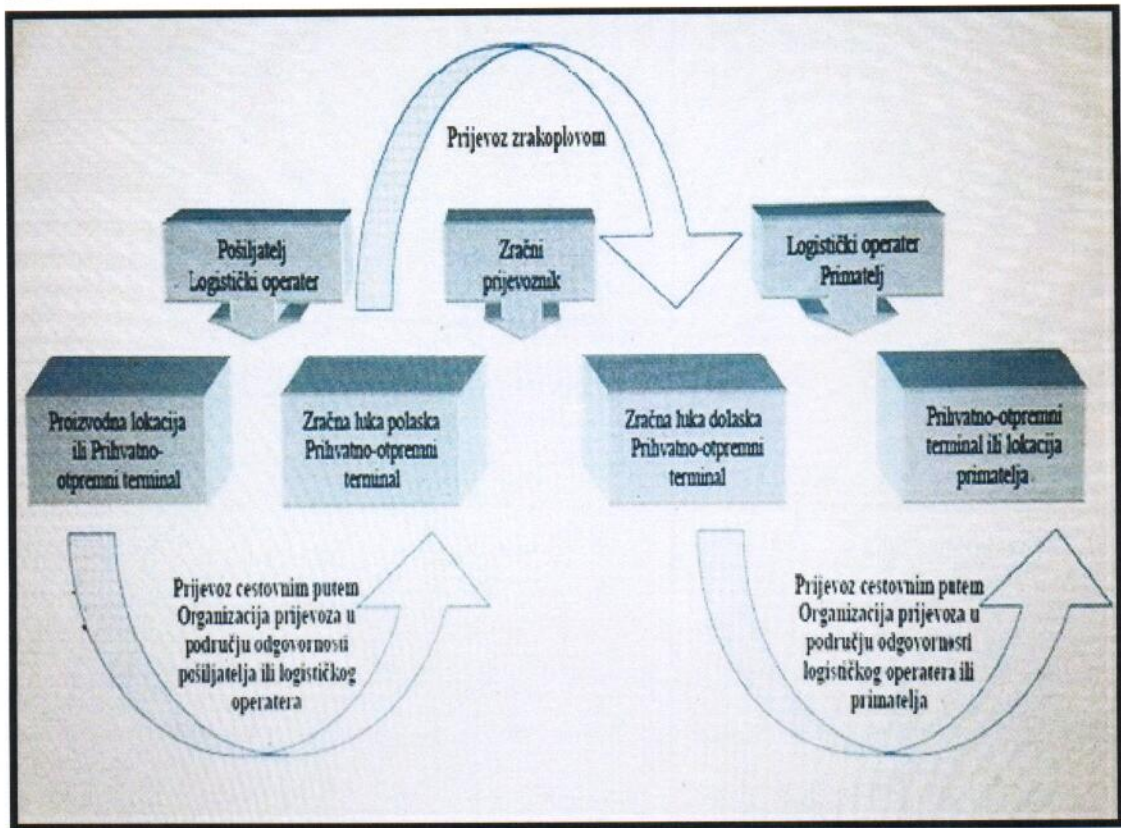 Prijevoz zrakoplovom
Pošiljatelj
Logistički operater
Zračni
prijevoznik
Logistički operater
Primatelj
Proizvodna lokacija
ili Prihvatno-
otpremni terminal
Zračna luka polaska
Prihvatno-otpremni
terminal
Zračna luka dolaska
Prihvatno-otpremni
terminal
Prihvatno-otpremni
terminal ili lokacija
primatelja
Prijevoz cestovnim putem
Organizacija prijevoza u
području odgovornosti
pošiljatelja ili logističkog
operatera
Prijevoz cestovnim putem
Organizacija prijevoza u
području odgovornosti
logističkog operatera ili
primatelja